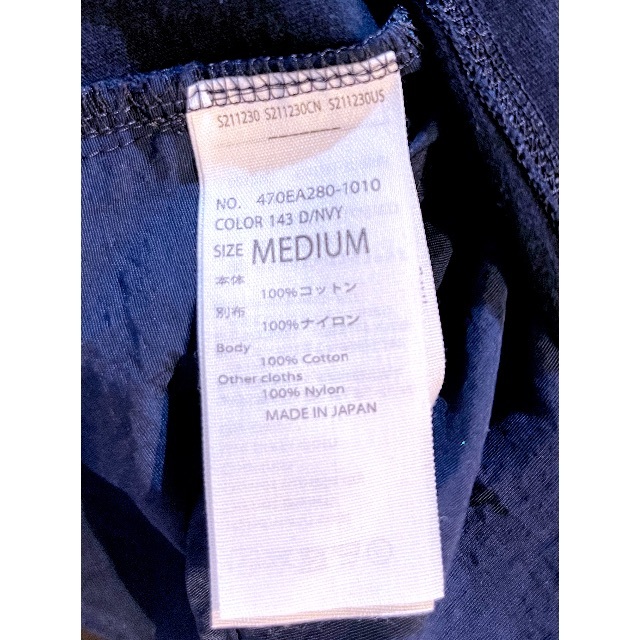 S211230 S211230CN S211230US
NO. 470EA280-1010
COLOR 143 D/NVY
SIZE MEDIUM
本体
100%コットン
別布
100%ナイロン
Body
100% Cotton
Other cloths
100% Nylon
MADE IN JAPAN